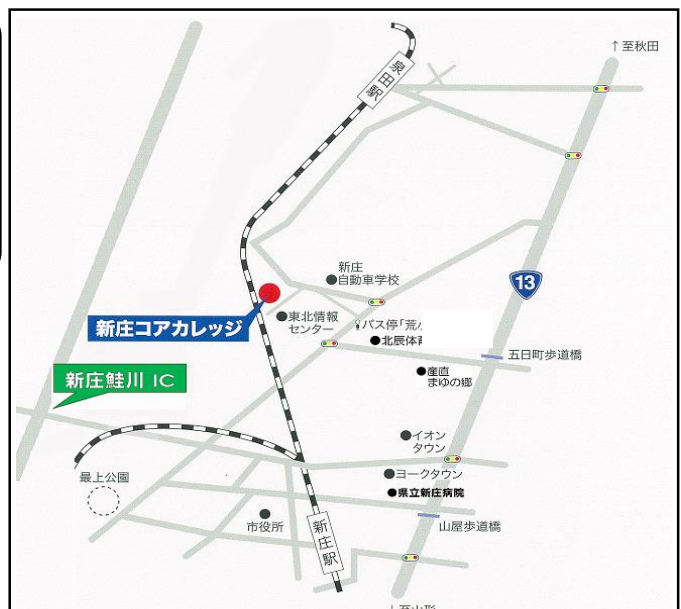 ↑至秋田
泉田駅
新庄
自動車学校
13
新庄コアカレッジ
東北情報
センター
バス停「荒
北辰体
五日町歩道橋
産直
まゆの郷
新庄鮭川 IC
イオン
タウン
ヨークタウン
県立新庄病院
最上公園
市役所
新庄駅
山屋歩道橋